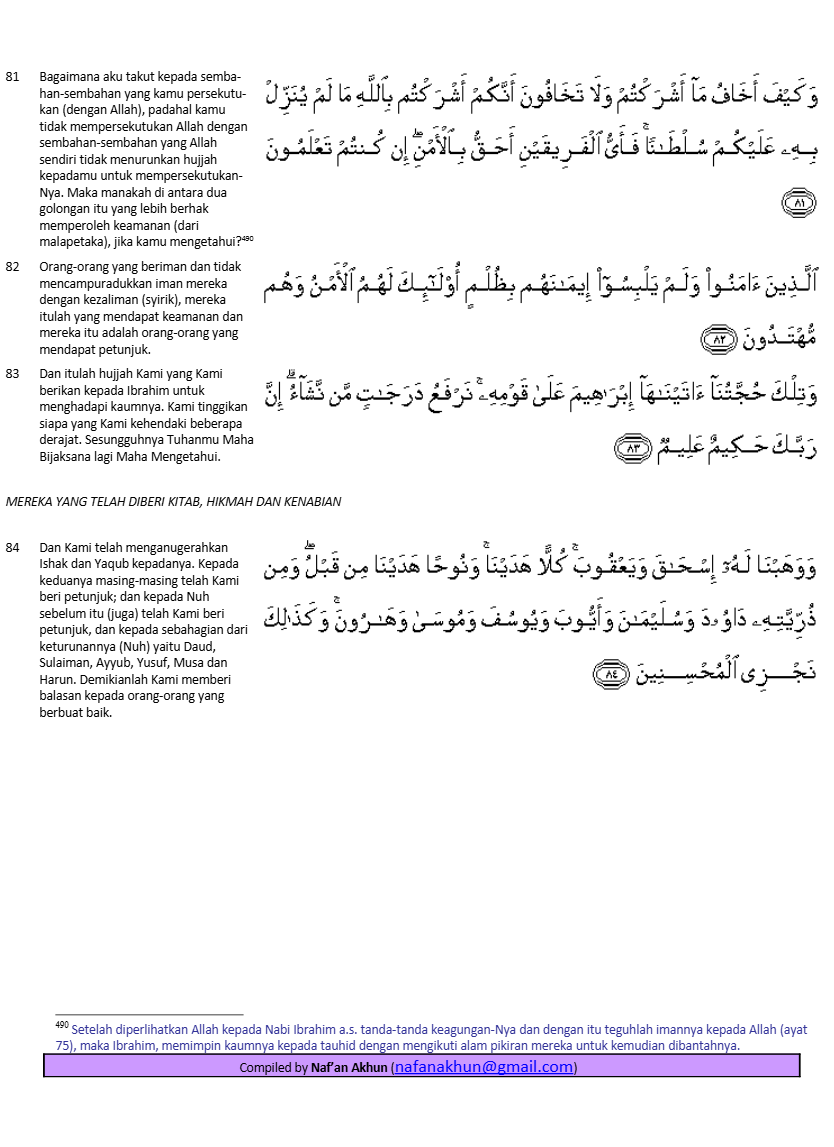 81 Bagaimana aku takut kepada semba-
han-sembahan yang kamu persekutu-
kan (dengan Allah), padahal kamu
tidak mempersekutukan Allah dengan
sembahan-sembahan yang Allah
sendiri tidak menurunkan hujjah
kepadamu untuk mempersekutukan-
Nya. Maka manakah di antara dua
golongan itu yang lebih berhak
memperoleh keamanan (dari
malapetaka), jika kamu mengetahui?490
وَكَيْفَ أَخَافُ مَآ أَشْرَكْتُمْ وَلَا تَخَافُونَ أَنَّكُمْ أَشْرَكْتُم بِٱللَّهِ مَا لَمْ يُنَزِّلْ
بِهِۦ عَلَيْكُمْ سُلْطَـٰنًا ۚ فَأَىُّ ٱلْفَرِيقَيْنِ أَحَقُّ بِٱلْأَمْنِ ۖ إِن كُنتُمْ تَعْلَمُونَ
﴿٨١﴾
82 Orang-orang yang beriman dan tidak
mencampuradukkan iman mereka
dengan kezaliman (syirik), mereka
itulah yang mendapat keamanan dan
mereka itu adalah orang-orang yang
mendapat petunjuk.
ٱلَّذِينَ ءَامَنُوا۟ وَلَمْ يَلْبِسُوٓا۟ إِيمَـٰنَهُم بِظُلْمٍ أُو۟لَـٰٓئِكَ لَهُمُ ٱلْأَمْنُ وَهُم
مُّهْتَدُونَ ﴿٨٢﴾
83 Dan itulah hujjah Kami yang Kami
berikan kepada Ibrahim untuk
menghadapi kaumnya. Kami tinggikan
siapa yang Kami kehendaki beberapa
derajat. Sesungguhnya Tuhanmu Maha
Bijaksana lagi Maha Mengetahui.
وَتِلْكَ حُجَّتُنَآ ءَاتَيْنَـٰهَآ إِبْرَٰهِيمَ عَلَىٰ قَوْمِهِۦ ۚ نَرْفَعُ دَرَجَـٰتٍ مَّن نَّشَآءُ ۗ إِنَّ
رَبَّكَ حَكِيمٌ عَلِيمٌ ﴿٨٣﴾
MEREKA YANG TELAH DIBERI KITAB, HIKMAH DAN KENABIAN
84 Dan Kami telah menganugerahkan
Ishak dan Yaqub kepadanya. Kepada
keduanya masing-masing telah Kami
beri petunjuk; dan kepada Nuh
sebelum itu (juga) telah Kami beri
petunjuk, dan kepada sebahagian dari
keturunannya (Nuh) yaitu Daud,
Sulaiman, Ayyub, Yusuf, Musa dan
Harun. Demikianlah Kami memberi
balasan kepada orang-orang yang
berbuat baik.
وَوَهَبْنَا لَهُۥٓ إِسْحَـٰقَ وَيَعْقُوبَ ۚ كُلًّا هَدَيْنَا ۚ وَنُوحًا هَدَيْنَا مِن قَبْلُ ۖ وَمِن
ذُرِّيَّتِهِۦ دَاوُۥدَ وَسُلَيْمَـٰنَ وَأَيُّوبَ وَيُوسُفَ وَمُوسَىٰ وَهَـٰرُونَ ۚ وَكَذَٰلِكَ
نَجْزِى ٱلْمُحْسِنِينَ ﴿٨٤﴾
490 Setelah diperlihatkan Allah kepada Nabi Ibrahim a.s. tanda-tanda keagungan-Nya dan dengan itu teguhlah imannya kepada Allah (ayat
75), maka Ibrahim, memimpin kaumnya kepada tauhid dengan mengikuti alam pikiran mereka untuk kemudian dibantahnya.
Compiled by Naf'an Akhun (nafanakhun@gmail.com)